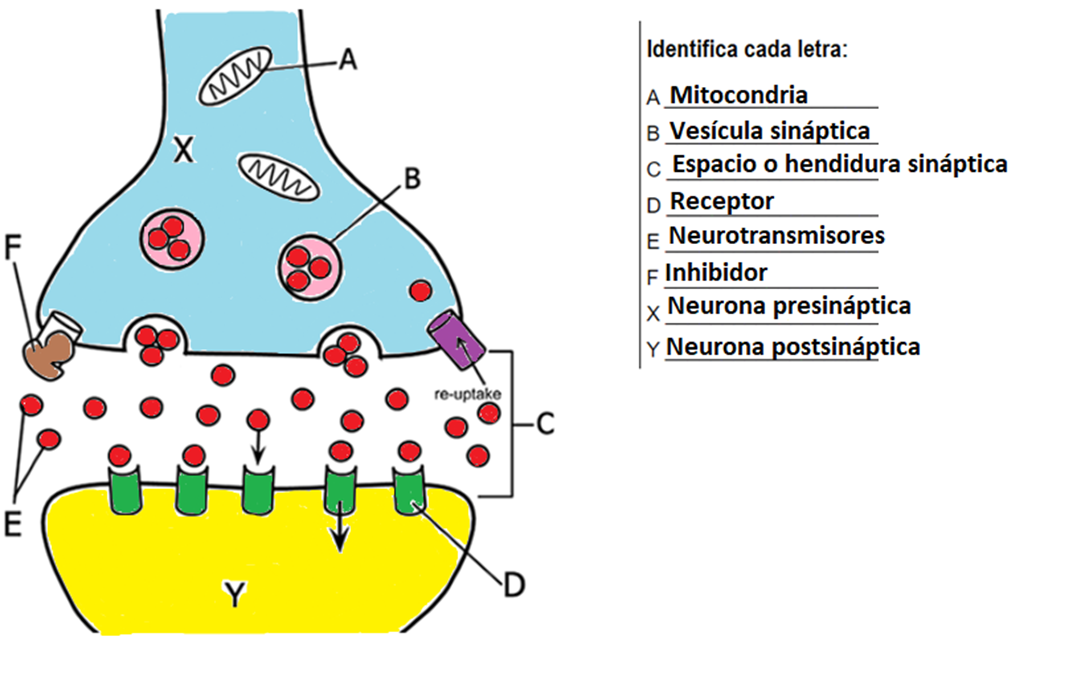 A
X
B
F
re-uptake
C
E
D
Y
Identifica cada letra:
A Mitocondria
B Vesícula sináptica
C Espacio o hendidura sináptica
D Receptor
E Neurotransmisores
F Inhibidor
X Neurona presináptica
Y Neurona postsináptica